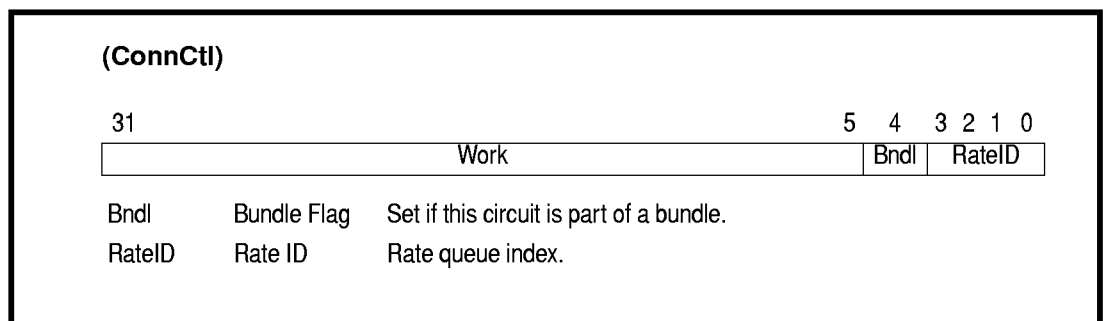 (ConnCtl)
31 5 4 3 2 1 0
Work Bndl RateID
Bndl Bundle Flag Set if this circuit is part of a bundle.
RateID Rate ID Rate queue index.